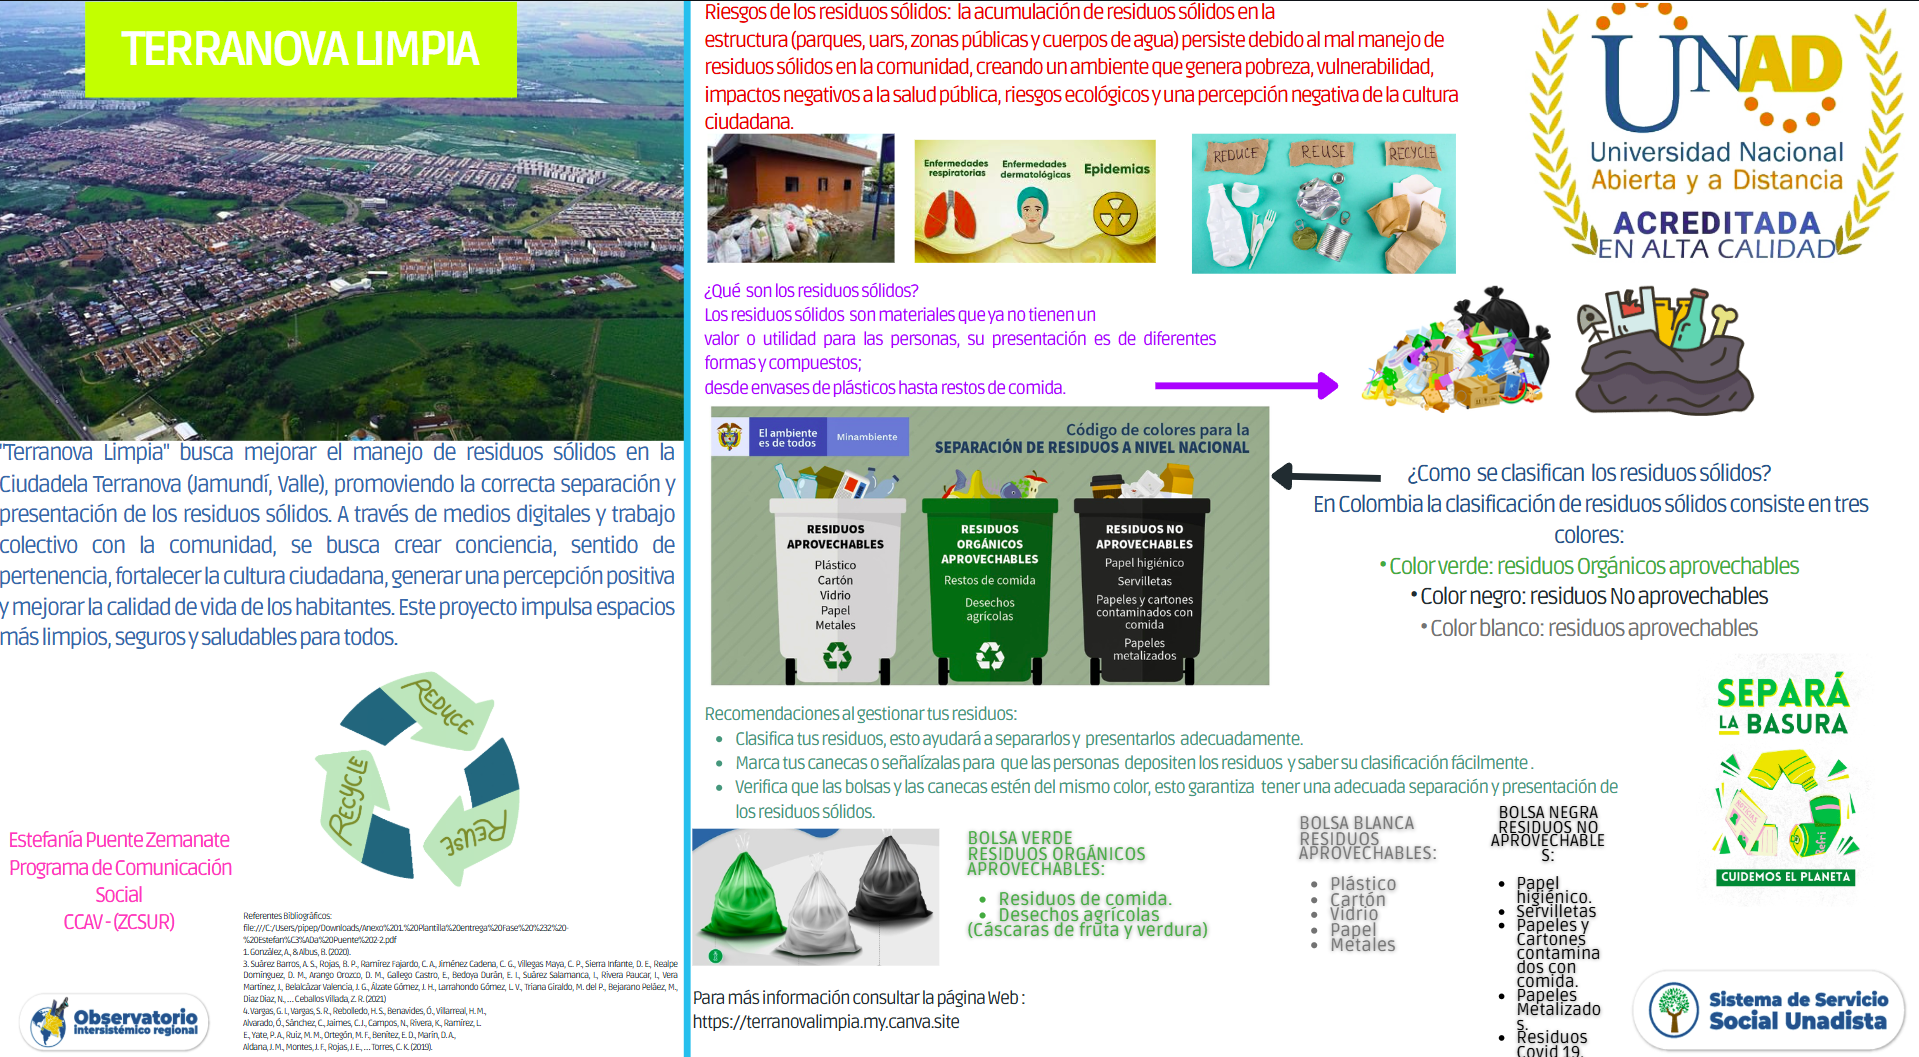 TERRANOVA LIMPIA
"Terranova Limpia" busca mejorar el manejo de residuos sólidos en la
Ciudadela Terranova (Jamundí, Valle), promoviendo la correcta separación y
presentación de los residuos sólidos. A través de medios digitales y trabajo
colectivo con la comunidad, se busca crear conciencia, sentido de
pertenencia, fortalecer la cultura ciudadana, generar una percepción positiva
y mejorar la calidad de vida de los habitantes. Este proyecto impulsa espacios
más limpios, seguros y saludables para todos.
REDUCE
RECYCLE
REUSE
Estefanía Puente Zemanate
Programa de Comunicación
Social
CCAV - (ZCSUR)
Referentes Bibliográficos:
file:///C:/Users/pipep/Downloads/Anexo%201.%20Plantilla%20entrega%20Fase%20%232%20-
%20Estefan%C3%ADa%20Puente%202-2.pdf
1. González, A., & Albus, B. (2020).
3. Suárez Barros, A. S., Rojas, B. P., Ramírez Fajardo, C. A., Jiménez Cadena, C. G., Villegas Maya, C. P., Sierra Infante, D. E., Realpe
Domínguez, D. M., Arango Orozco, D. M., Gallego Castro, E., Bedoya Durán, E. I., Suárez Salamanca, I., Rivera Paucar, I., Vera
Martínez, J., Belalcázar Valencia, J. G., Álzate Gómez, J. H., Larrahondo Gómez, L. V., Triana Giraldo, M. del P., Bejarano Peláez, M.,
Díaz Díaz, N., … Ceballos Villada, Z. R. (2021)
4. Vargas, G. I., Vargas, S. R., Rebolledo, H. S., Benavides, Ó., Villarreal, H. M.,
Alvarado, Ó., Sánchez, C., Jaimes, C. J., Campos, N., Rivera, K., Ramírez, L.
E., Yate, P. A., Ruiz, M. M., Ortegón, M. F., Benítez, E. D., Marín, D. A.,
Aldana, J. M., Montes, J. F., Rojas, J. E., … Torres, C. K. (2019).
Observatorio
intersistémico regional
Riesgos de los residuos sólidos: la acumulación de residuos sólidos en la
estructura (parques, uars, zonas públicas y cuerpos de agua) persiste debido al mal manejo de
residuos sólidos en la comunidad, creando un ambiente que genera pobreza, vulnerabilidad,
impactos negativos a la salud pública, riesgos ecológicos y una percepción negativa de la cultura
ciudadana.
Enfermedades
respiratorias
Enfermedades
dermatológicas
Epidemias
REDUCE
REUSE
RECYCLE
UNAD
Universidad Nacional
Abierta y a Distancia
ACREDITADA
EN ALTA CALIDAD
¿Qué son los residuos sólidos?
Los residuos sólidos son materiales que ya no tienen un
valor o utilidad para las personas, su presentación es de diferentes
formas y compuestos;
desde envases de plásticos hasta restos de comida.
El ambiente
es de todos
Minambiente
Código de colores para la
SEPARACIÓN DE RESIDUOS A NIVEL NACIONAL
RESIDUOS
APROVECHABLES
Plástico
Cartón
Vidrio
Papel
Metales
RESIDUOS
ORGÁNICOS
APROVECHABLES
Restos de comida
Desechos
agrícolas
RESIDUOS NO
APROVECHABLES
Papel higiénico
Servilletas
Papeles y cartones
contaminados con
comida
Papeles
metalizados
¿Como se clasifican los residuos sólidos?
En Colombia la clasificación de residuos sólidos consiste en tres
colores:
• Color verde: residuos Orgánicos aprovechables
• Color negro: residuos No aprovechables
• Color blanco: residuos aprovechables
SEPARÁ
LA BASURA
CUIDEMOS EL PLANETA
Recomendaciones al gestionar tus residuos:
• Clasifica tus residuos, esto ayudará a separarlos y presentarlos adecuadamente.
• Marca tus canecas o señalízalas para que las personas depositen los residuos y saber su clasificación fácilmente .
• Verifica que las bolsas y las canecas estén del mismo color, esto garantiza tener una adecuada separación y presentación de
los residuos sólidos.
BOLSA VERDE
RESIDUOS ORGÁNICOS
APROVECHABLES:
• Residuos de comida.
• Desechos agrícolas
(Cáscaras de fruta y verdura)
BOLSA BLANCA
RESIDUOS
APROVECHABLES:
• Plástico
• Cartón
• Vidrio
• Papel
• Metales
BOLSA NEGRA
RESIDUOS NO
APROVECHABLE
S:
• Papel
higiénico.
• Servilletas
• Papeles y
Cartones
contamina
dos con
comida.
• Papeles
Metalizado
s.
• Residuos
Covid 19.
Para más información consultar la página Web :
https://terranovalimpia.my.canva.site
Sistema de Servicio
Social Unadista